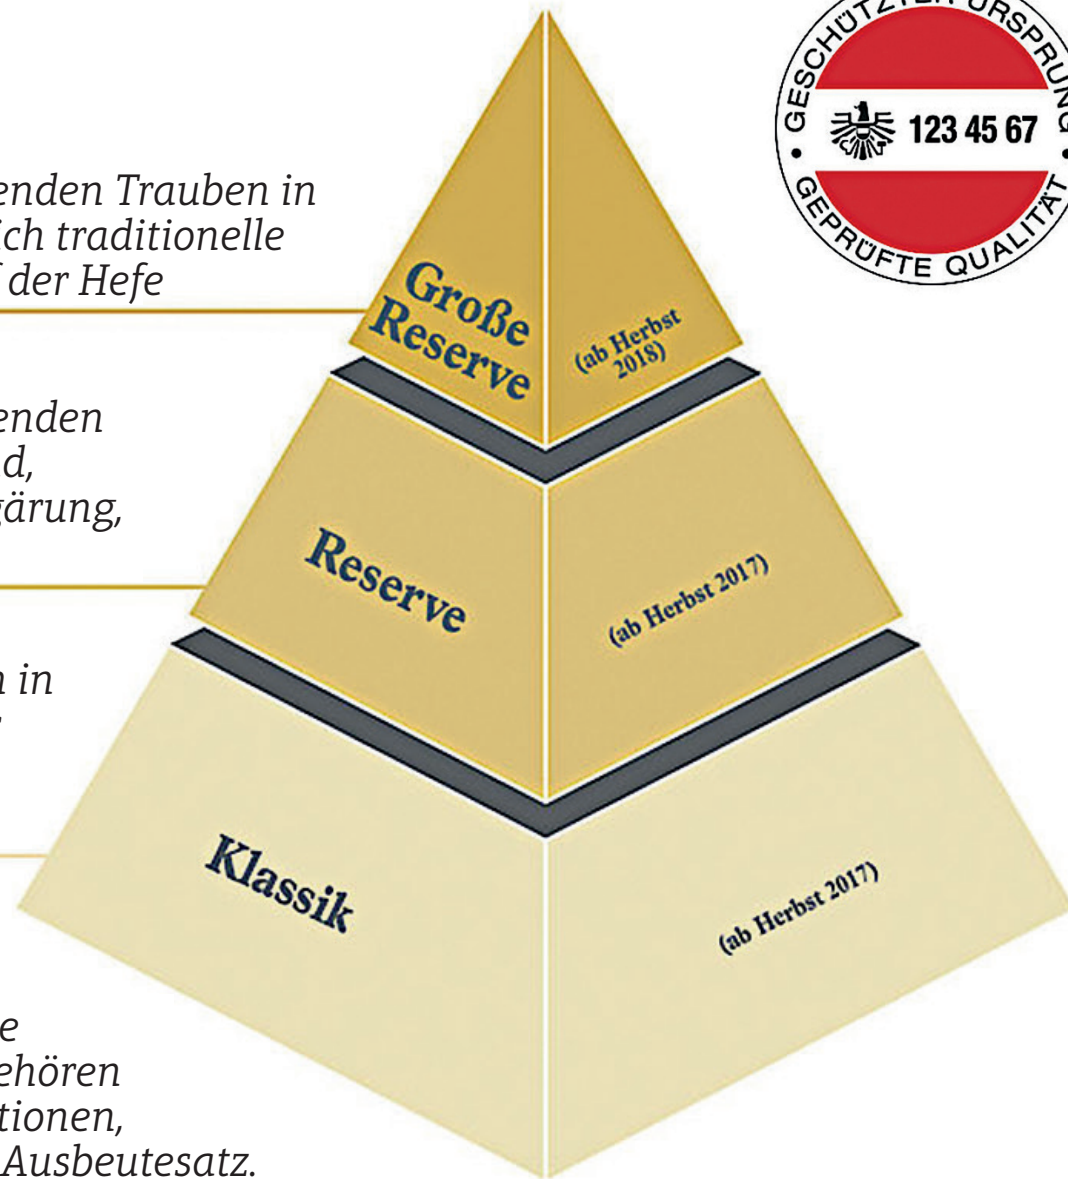 GESCHÜTZTER URSPRUNG
123 45 67
GEPRÜFTE QUALITÄT
enden Trauben in
ich traditionelle
der Hefe
Große
Reserve
(ab Herbst
2018)
enden
d,
gärung,
Reserve
(ab Herbst 2017)
in
Klassik
(ab Herbst 2017)
e
ehören
tionen,
Ausbeutesatz.